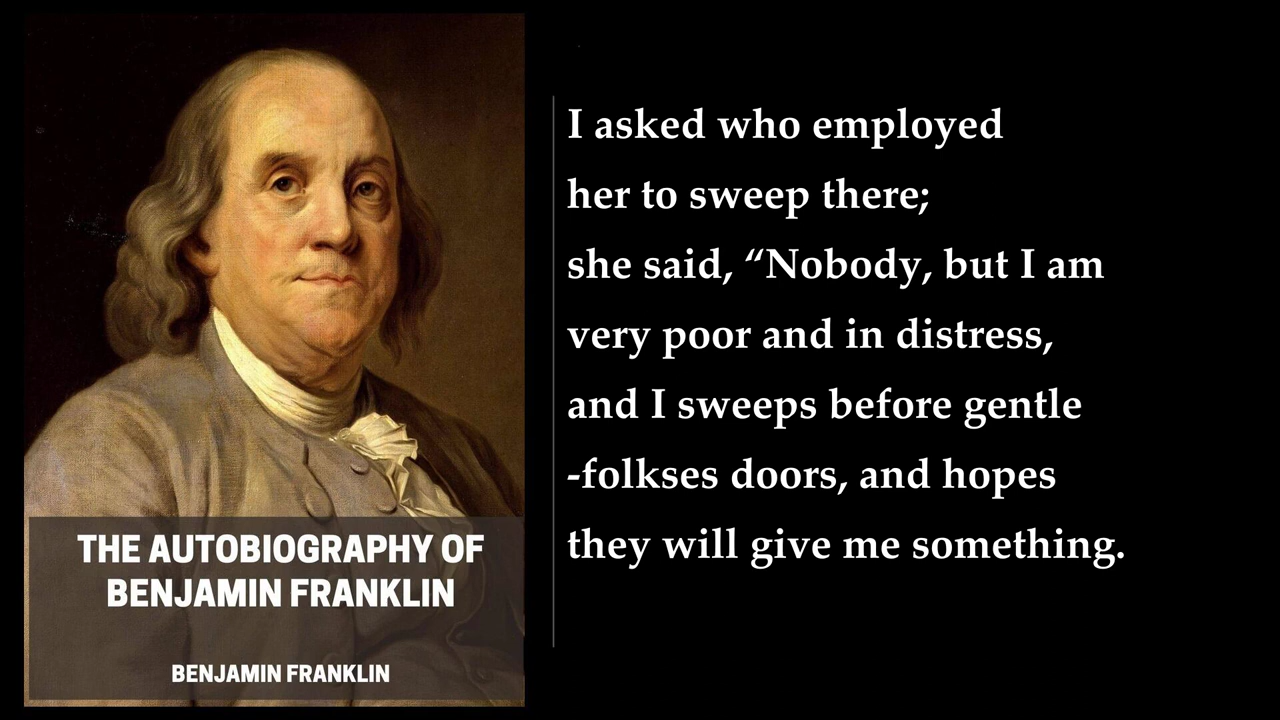 THE AUTOBIOGRAPHY OF
BENJAMIN FRANKLIN
BENJAMIN FRANKLIN
I asked who employed
her to sweep there;
she said, “Nobody, but I am
very poor and in distress,
and I sweeps before gentle
-folkses doors, and hopes
they will give me something.